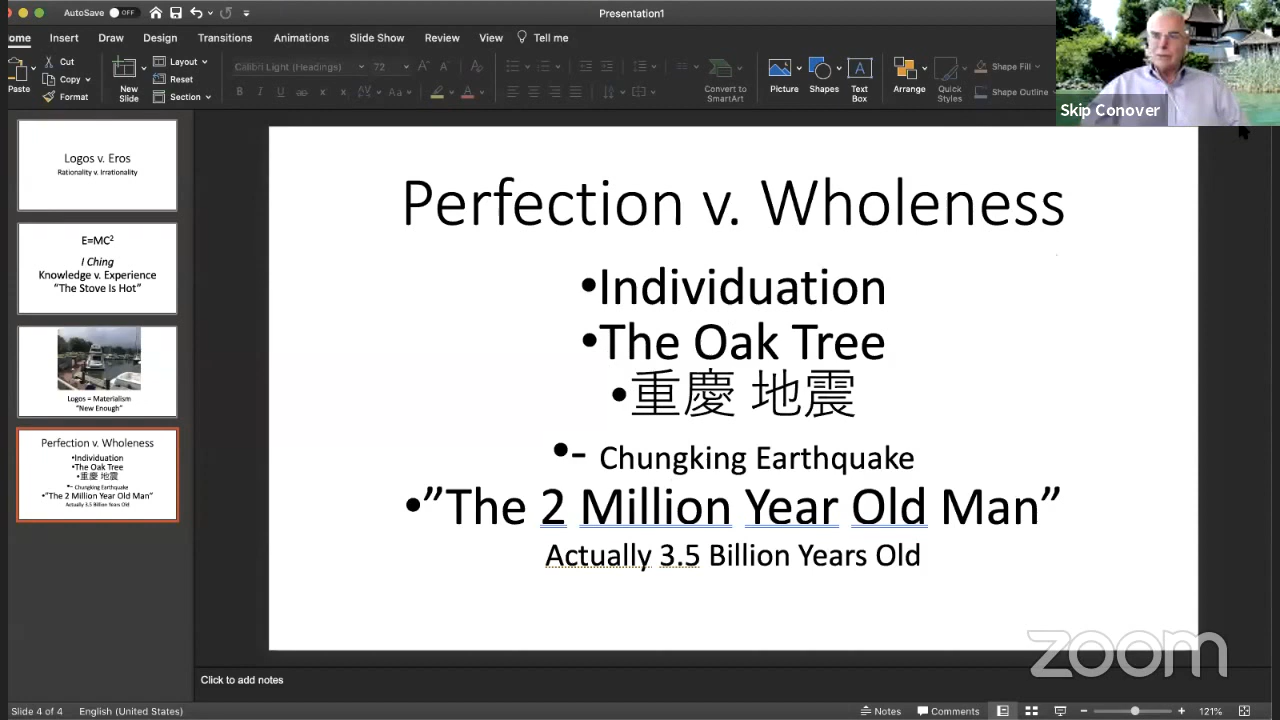 AutoSave OFF
Presentation1
ome Insert Draw Design Transitions Animations Slide Show Review View Tell me
Paste
Cut
Copy
Format
New Slide
Layout
Reset
Section
Calibri Light (Headings) 72
Convert to SmartArt
Picture
Shapes
Text Box
Arrange
Quick Styles
Shape Fill
Shape Outline
Skip Conover
Logos v. Eros
Rationality v. Irrationality
E=MC²
I Ching
Knowledge v. Experience
"The Stove Is Hot"
Logos = Materialism
"New Enough"
Perfection v. Wholeness
•Individuation
•The Oak Tree
•重慶 地震
•- Chungking Earthquake
•"The 2 Million Year Old Man"
Actually 3.5 Billion Years Old
Perfection v. Wholeness
•Individuation
•The Oak Tree
•重慶 地震
•- Chungking Earthquake
•”The 2 Million Year Old Man”
Actually 3.5 Billion Years Old
zoom
Click to add notes
Slide 4 of 4 English (United States)
Notes Comments 121%